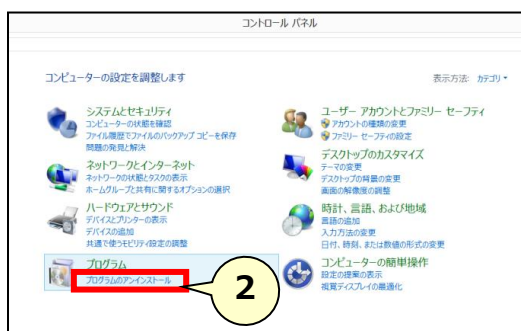 コントロール パネル
コンピューターの設定を調整します
表示方法: カテゴリ
システムとセキュリティ
コンピューターの状態を確認
ファイル履歴でファイルのバックアップ コピーを保存
問題の発見と解決
ネットワークとインターネット
ネットワークの状態とタスクの表示
ホームグループと共有に関するオプションの選択
ハードウェアとサウンド
デバイスとプリンターの表示
デバイスの追加
共通で使うモビリティ設定の調整
プログラム
プログラムのアンインストール
2
ユーザー アカウントとファミリー セーフティ
アカウントの種類の変更
ファミリー セーフティの設定
デスクトップのカスタマイズ
テーマの変更
デスクトップの背景の変更
画面の解像度の調整
時計、言語、および地域
言語の追加
入力方法の変更
日付、時刻、または数値の形式の変更
コンピューターの簡単操作
設定の提案の表示
視覚ディスプレイの最適化